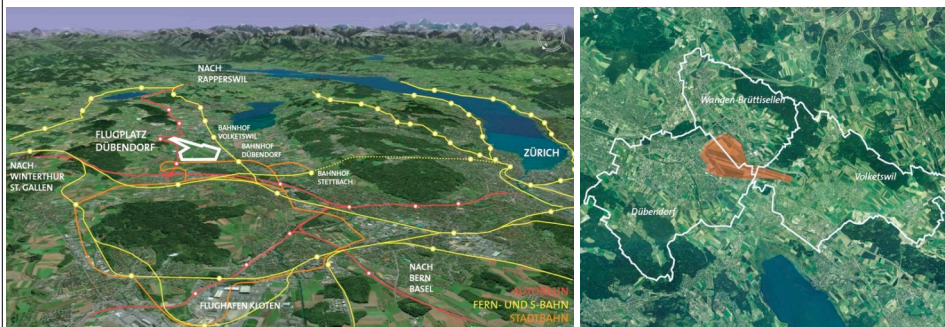 NACH
RAPPERSWIL
FLUGPLATZ
DÜBENDORF
BAHNHOF
VOLKETSWIL
BAHNHOF
DÜBENDORF
ZÜRICH
NACH
WINTERTHUR
ST. GALLEN
BAHNHOF
STETTBACH
NACH
BERN
BASEL
FLUGHAFEN KLOTEN
AUTOBAHN
FERN- UND S-BAHN
STADTBAHN
Wangen-Brüttisellen
Volketswil
Dübendorf